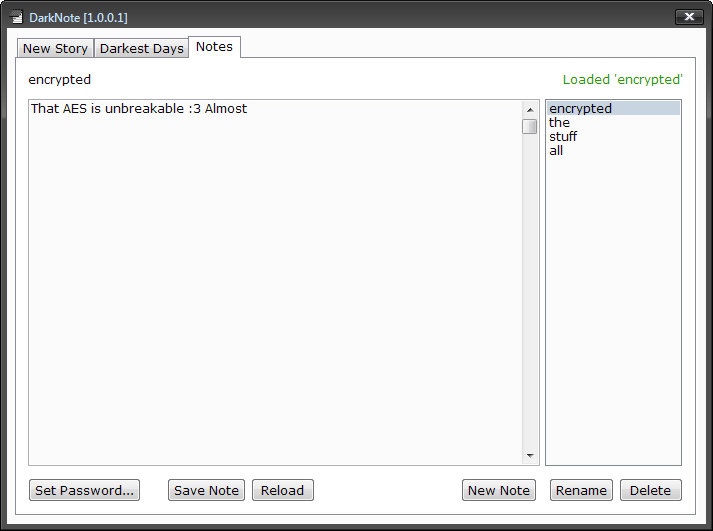 DarkNote [1.0.0.1]
New Story Darkest Days Notes
encrypted Loaded 'encrypted'
That AES is unbreakable :3 Almost
encrypted
the
stuff
all
Set Password... Save Note Reload New Note Rename Delete